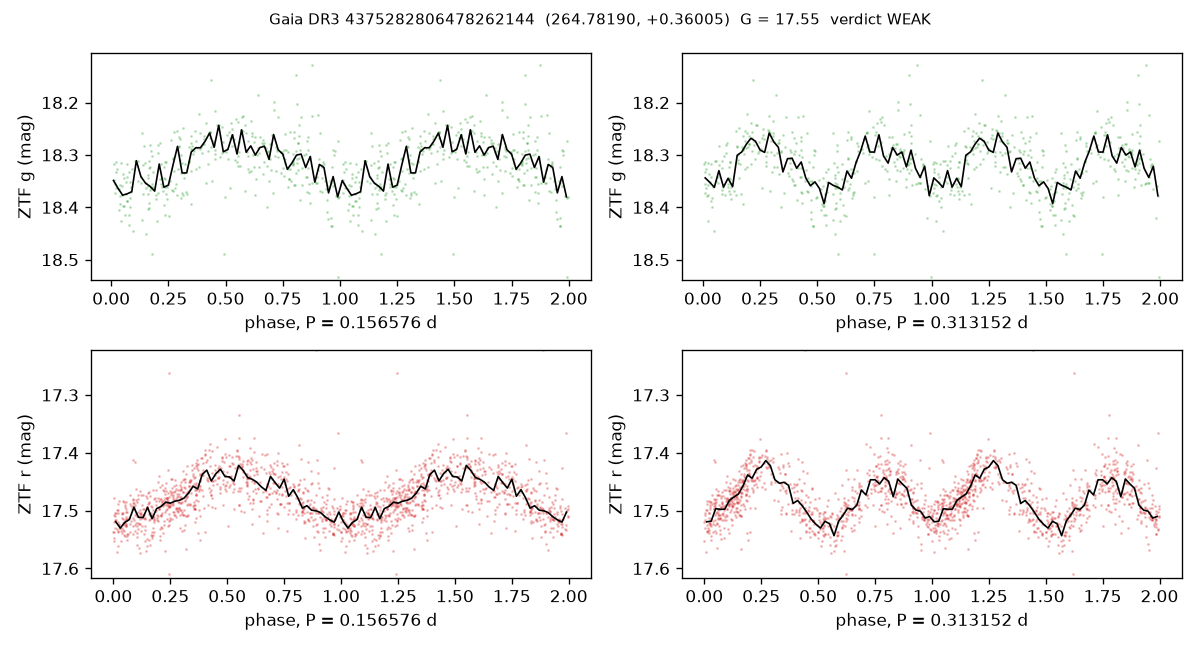 Gaia DR3 4375282806478262144  (264.78190, +0.36005)  G = 17.55  verdict WEAK
ZTF g (mag)
18.2
18.3
18.4
18.5
0.00 0.25 0.50 0.75 1.00 1.25 1.50 1.75 2.00
phase, P = 0.156576 d
ZTF g (mag)
18.2
18.3
18.4
18.5
0.00 0.25 0.50 0.75 1.00 1.25 1.50 1.75 2.00
phase, P = 0.313152 d
ZTF r (mag)
17.3
17.4
17.5
17.6
0.00 0.25 0.50 0.75 1.00 1.25 1.50 1.75 2.00
phase, P = 0.156576 d
ZTF r (mag)
17.3
17.4
17.5
17.6
0.00 0.25 0.50 0.75 1.00 1.25 1.50 1.75 2.00
phase, P = 0.313152 d